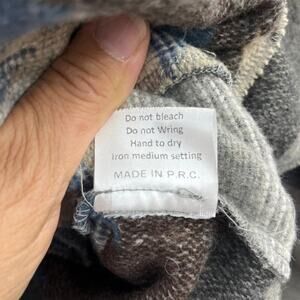 Do not bleach
Do not Wring
Hand to dry
Iron medium setting
MADE IN P.R.C.